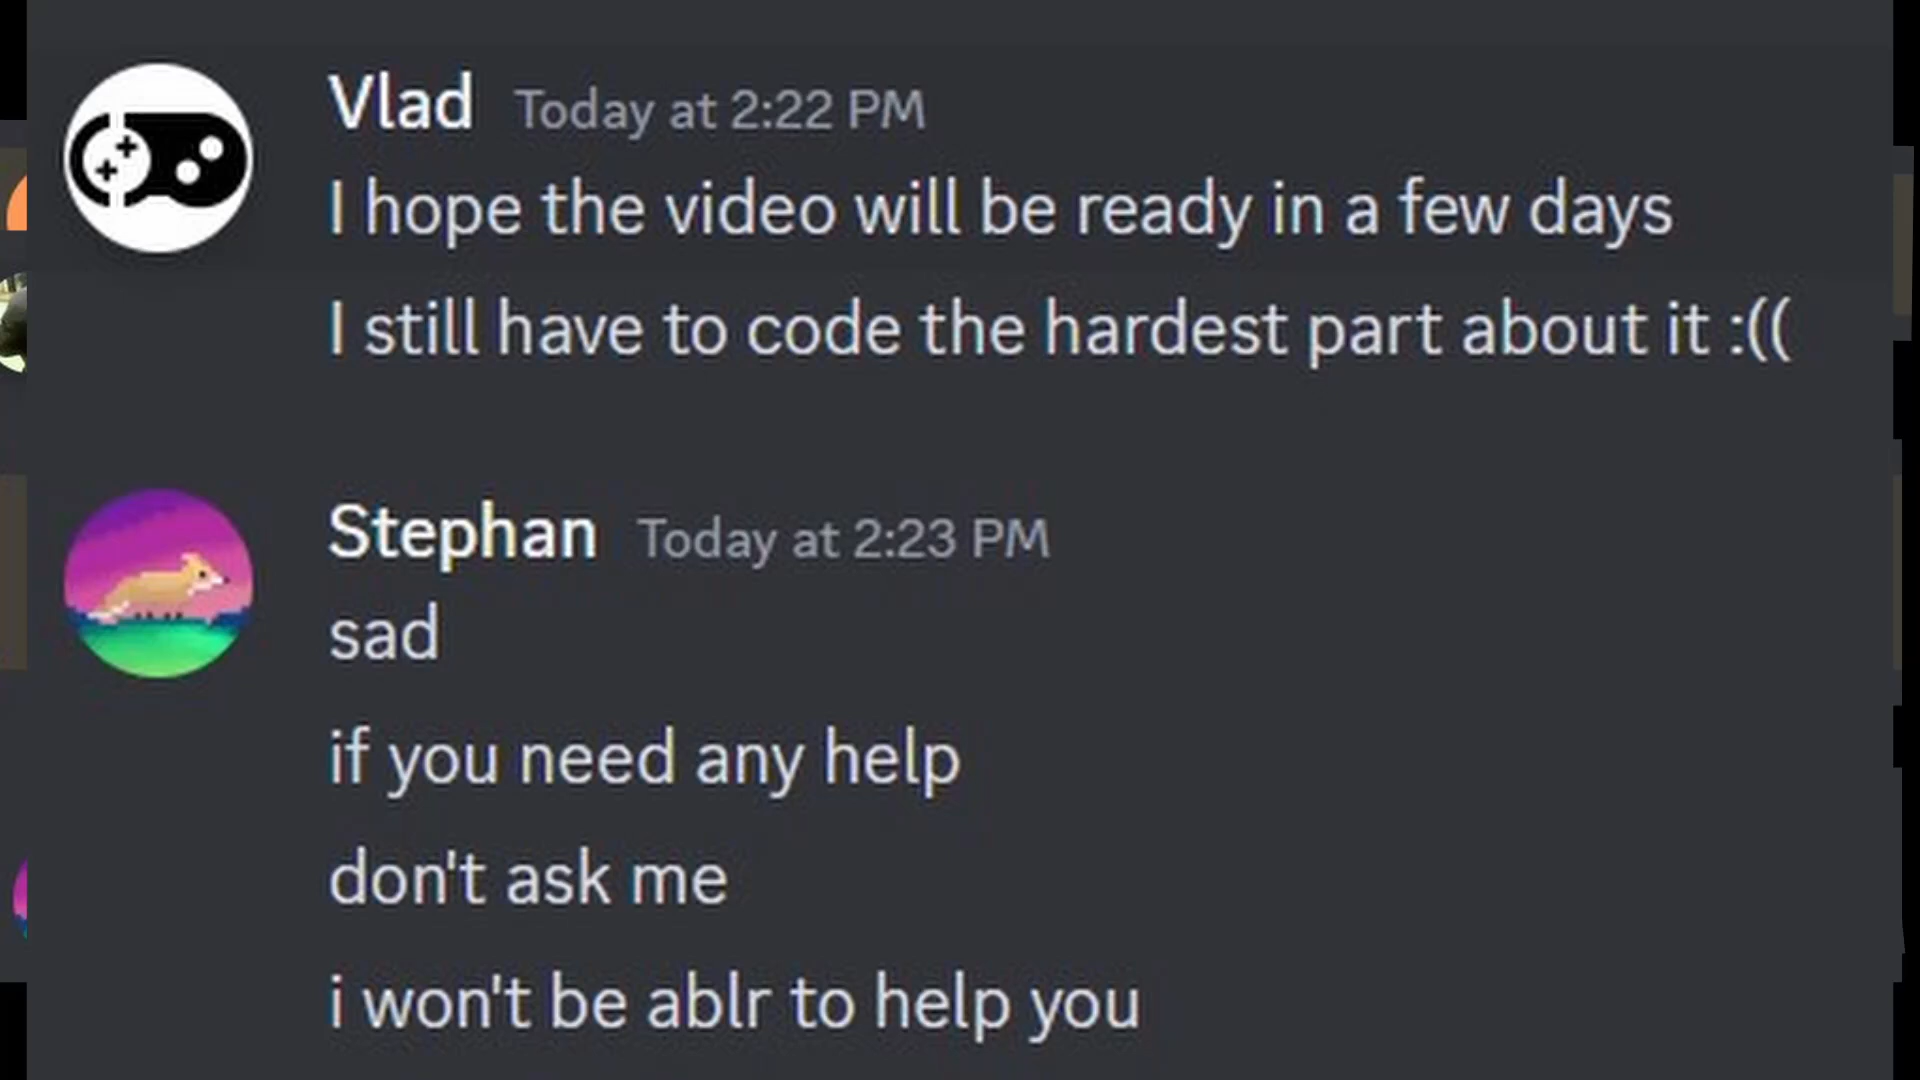 Vlad Today at 2:22 PM
I hope the video will be ready in a few days
I still have to code the hardest part about it :((
Stephan Today at 2:23 PM
sad
if you need any help
don't ask me
i won't be ablr to help you